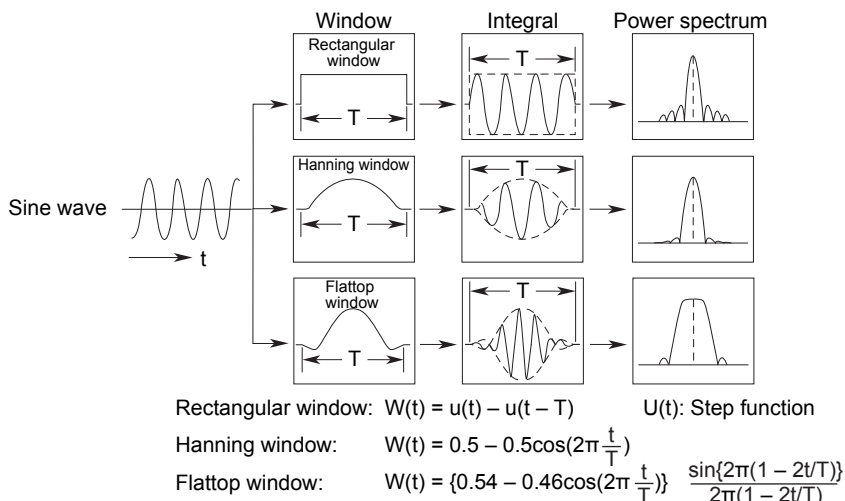 Window Integral Power spectrum
Rectangular
window
T
T
Hanning window
T
T
Sine wave
t
Flattop
window
T
T
Rectangular window: W(t) = u(t) – u(t – T) U(t): Step function
Hanning window: W(t) = 0.5 – 0.5cos(2π t/T)
Flattop window: W(t) = {0.54 – 0.46cos(2π t/T)} sin{2π(1 – 2t/T)}/2π(1 – 2t/T)